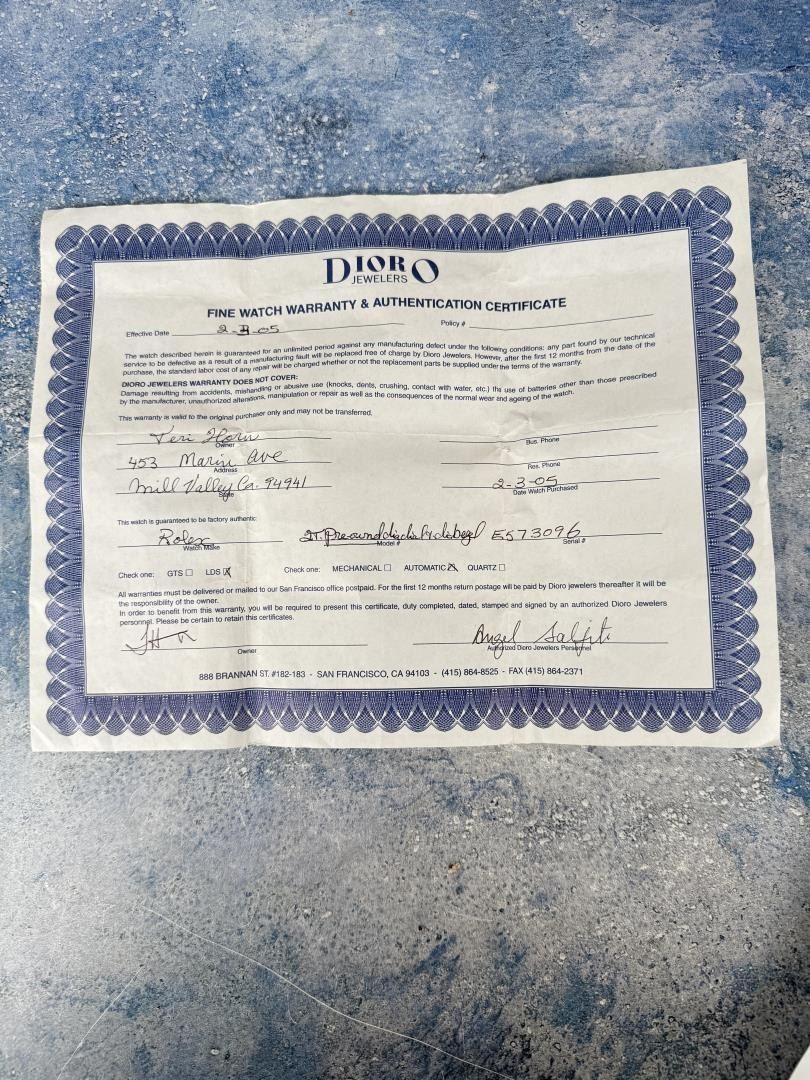 DIORO
JEWELERS
FINE WATCH WARRANTY & AUTHENTICATION CERTIFICATE
Effective Date 2-3-05 Policy #
The watch described herein is guaranteed for an unlimited period against any manufacturing defect under the following conditions: any part found by our technical
service to be defective as a result of a manufacturing fault will be replaced free of charge by Dioro Jewelers. However, after the first 12 months from the date of the
purchase, the standard labor cost of any repair will be charged whether or not the replacement parts be supplied under the terms of the warranty.
DIORO JEWELERS WARRANTY DOES NOT COVER:
Damage resulting from accidents, mishandling or abusive use (knocks, dents, crushing, contact with water, etc.) the use of batteries other than those prescribed
by the manufacturer, unauthorized alterations, manipulation or repair as well as the consequences of the normal wear and ageing of the watch.
This warranty is valid to the original purchaser only and may not be transferred.
Teri Horn
Owner Bus. Phone
453 Marin Ave
Address Res. Phone
Mill Valley Ca. 94941 2-3-05
Date Watch Purchased
This watch is guaranteed to be factory authentic:
Rolex E573096
Watch Make Model # Serial #
Check one: GTS ☐ LDS ☒ Check one: MECHANICAL ☐ AUTOMATIC ☒ QUARTZ ☐
All warranties must be delivered or mailed to our San Francisco office postpaid. For the first 12 months return postage will be paid by Dioro jewelers thereafter it will be
the responsibility of the owner.
In order to benefit from this warranty, you will be required to present this certificate, duly completed, dated, stamped and signed by an authorized Dioro Jewelers
personnel. Please be certain to retain this certificates.
Angel
Owner Authorized Dioro Jewelers Personnel
888 BRANNAN ST. #182-183 - SAN FRANCISCO, CA 94103 - (415) 864-8525 - FAX (415) 864-2371